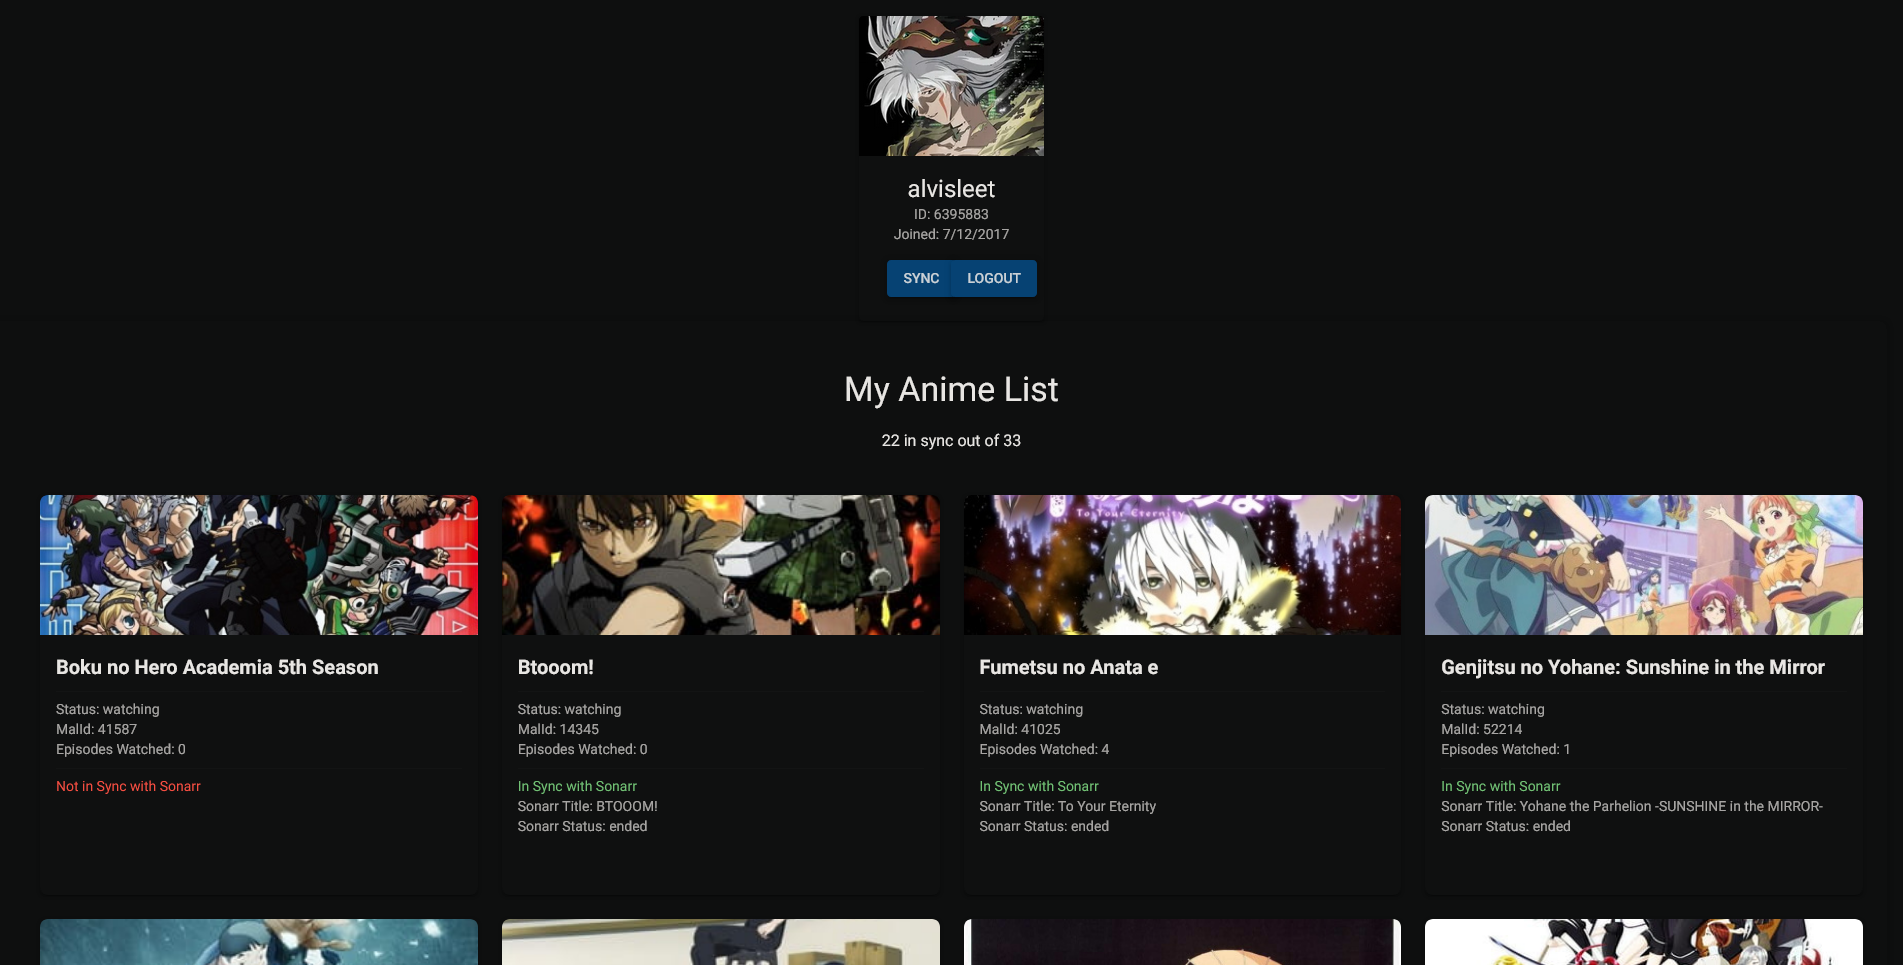 alvisleet
ID: 6395883
Joined: 7/12/2017
SYNC LOGOUT
My Anime List
22 in sync out of 33
To Your Eternity
Boku no Hero Academia 5th Season
Status: watching
MalId: 41587
Episodes Watched: 0
Not in Sync with Sonarr
Btooom!
Status: watching
MalId: 14345
Episodes Watched: 0
In Sync with Sonarr
Sonarr Title: BTOOOM!
Sonarr Status: ended
Fumetsu no Anata e
Status: watching
MalId: 41025
Episodes Watched: 4
In Sync with Sonarr
Sonarr Title: To Your Eternity
Sonarr Status: ended
Genjitsu no Yohane: Sunshine in the Mirror
Status: watching
MalId: 52214
Episodes Watched: 1
In Sync with Sonarr
Sonarr Title: Yohane the Parhelion -SUNSHINE in the MIRROR-
Sonarr Status: ended